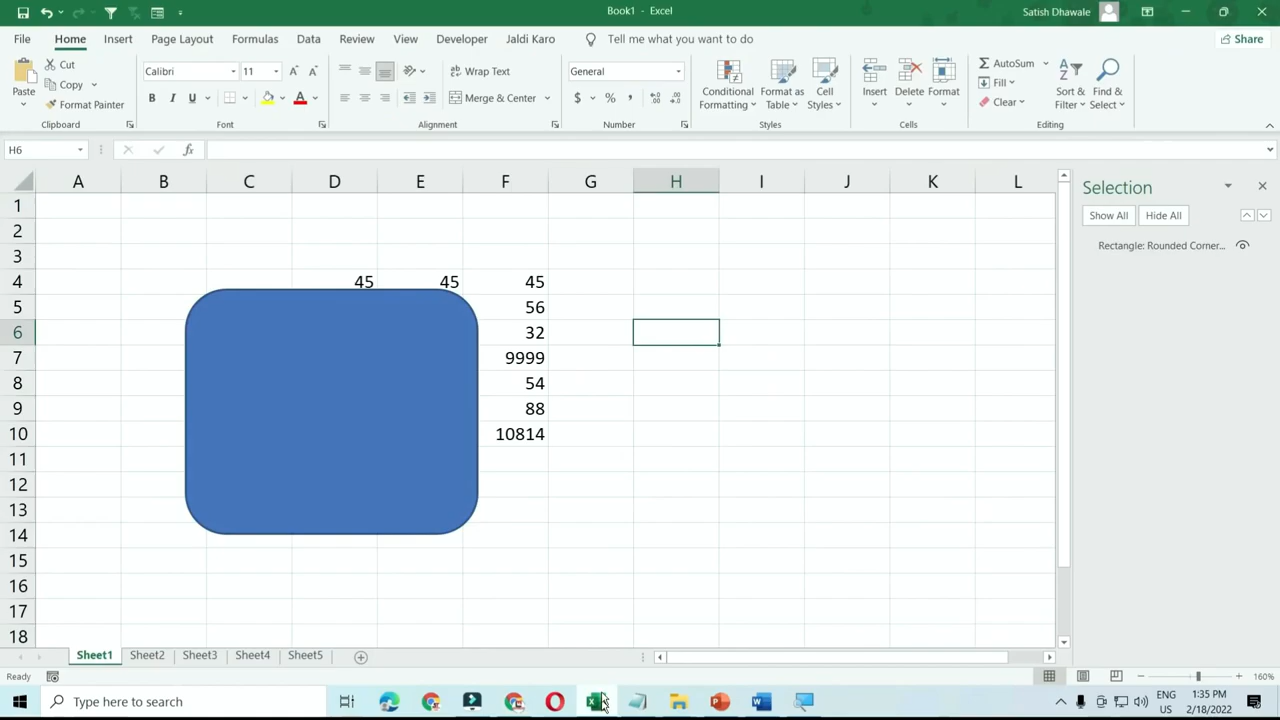 Book1 - Excel
Satish Dhawale
File Home Insert Page Layout Formulas Data Review View Developer Jaldi Karo Tell me what you want to do Share
Paste
Cut
Copy
Format Painter
Clipboard
Calibri 11
B I U A
Font
Wrap Text
Merge & Center
Alignment
General
$ % ,
Number
Conditional Formatting
Format as Table
Cell Styles
Styles
Insert
Delete
Format
Cells
AutoSum
Fill
Clear
Sort & Filter
Find & Select
Editing
H6 fx
A B C D E F G H I J K L
1
2
3
4 45 45 45
5 56
6 32
7 9999
8 54
9 88
10 10814
11
12
13
14
15
16
17
18
Selection
Show All Hide All
Rectangle: Rounded Corner...
Sheet1 Sheet2 Sheet3 Sheet4 Sheet5
Ready 160%
Type here to search
ENG
US
1:35 PM
2/18/2022